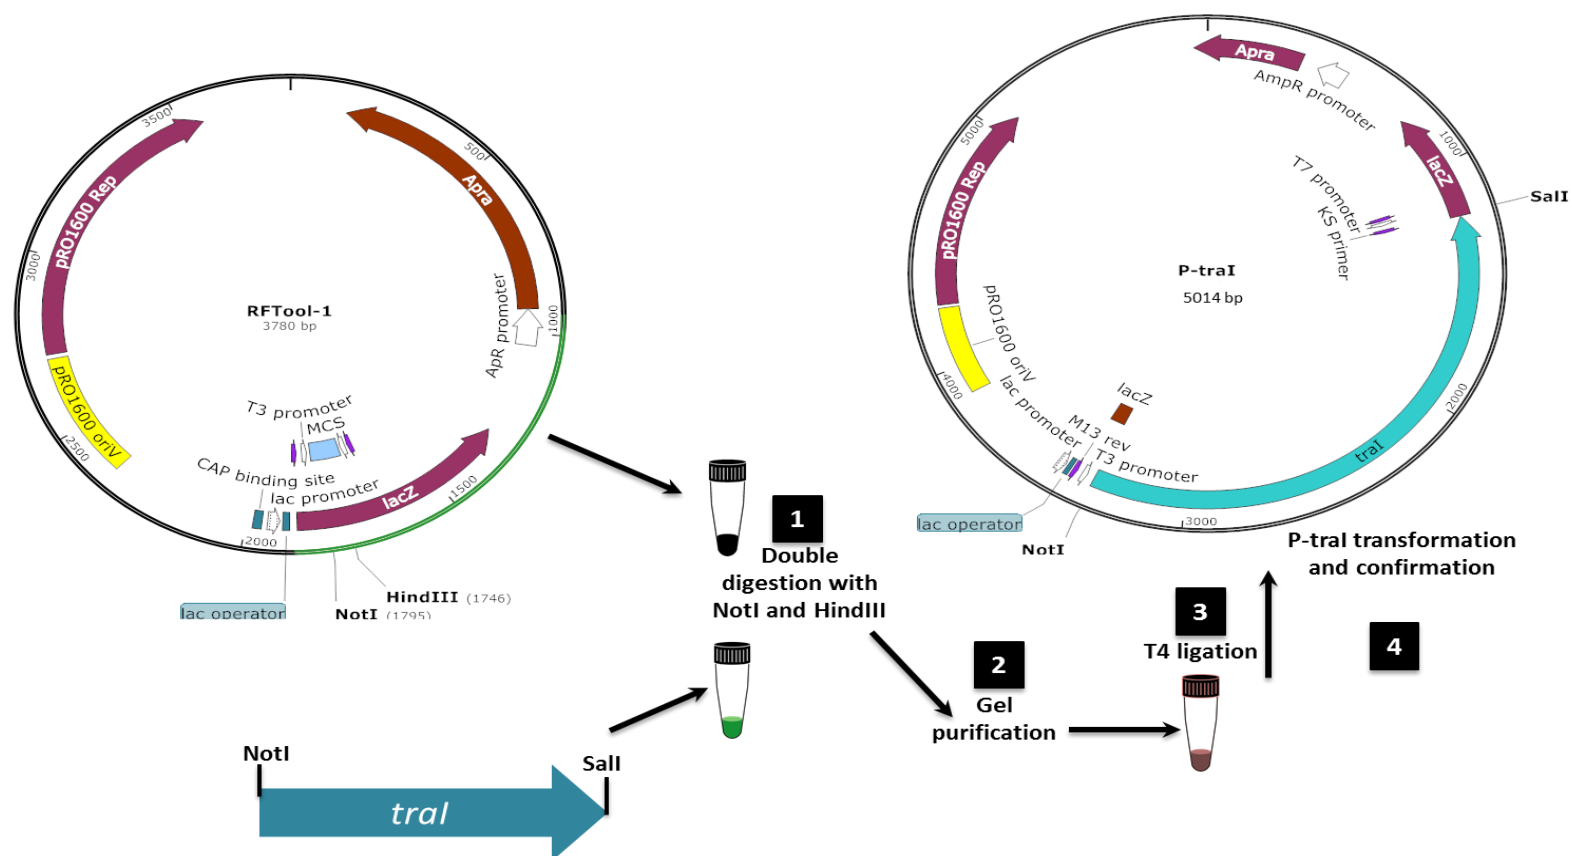 3500
500
pRO1600 Rep
Apra
3000
RFTool-1
3780 bp
ApR promoter
1000
pRO1600 oriV
T3 promoter
MCS
2500
CAP binding site
lac promoter
lacZ
1500
2000
lac operator
HindIII (1746)
NotI (1795)
Apra
AmpR promoter
5000
1000
pRO1600 Rep
lacZ
T7 promoter
KS primer
SalI
P-traI
5014 bp
pRO1600 oriV
4000
lac promoter
lacZ
M13 rev
T3 promoter
2000
traI
lac operator
3000
NotI
1
Double
digestion with
NotI and HindIII
2
Gel
purification
3
T4 ligation
P-traI transformation
and confirmation
4
NotI
SalI
traI